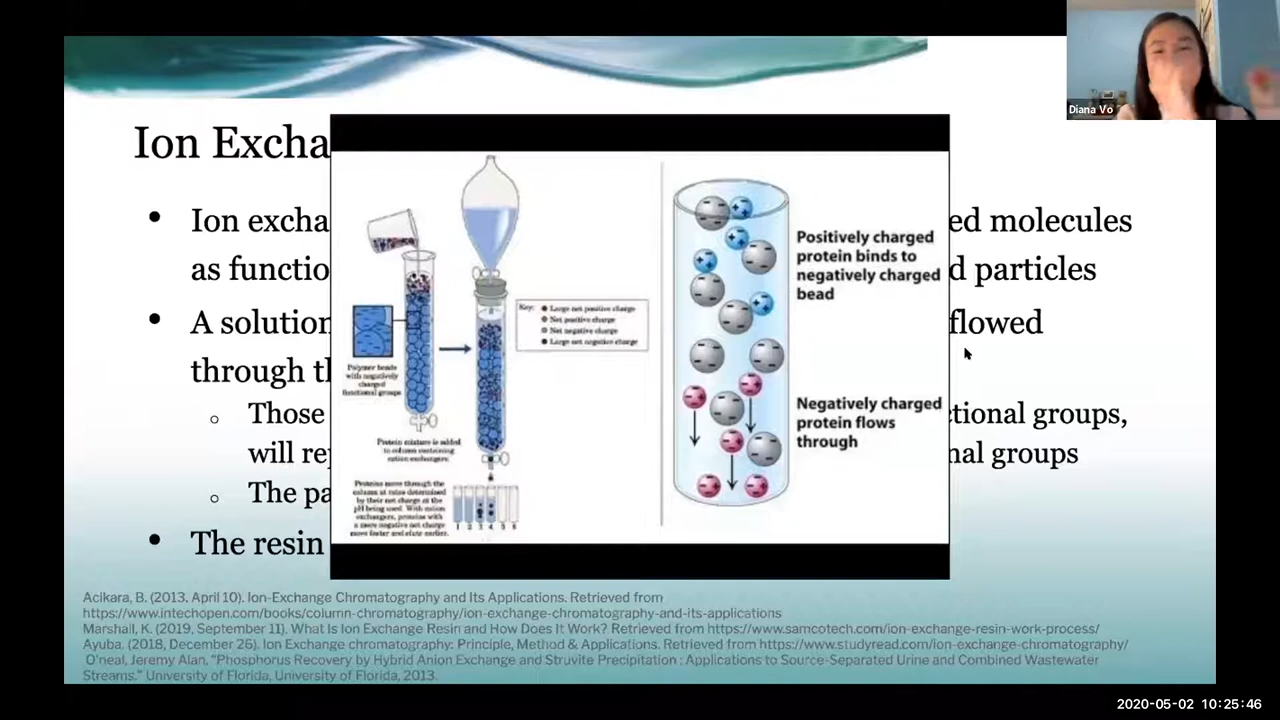 Diana Vo
Ion Excha
Ion excha
ed molecules
as functio
d particles
A solution
flowed
through th
Those
ctional groups,
will rep
nal groups
The pa
The resin
Key:
Large net positive charge
Net positive charge
Net negative charge
Large net negative charge
Polymer beads
with negatively
charged
functional groups
Protein mixture is added
to column containing
cation exchangers.
Proteins move through the
column at rates determined
by their net charge at the
pH being used. With cation
exchangers, proteins with
a more negative net charge
move faster and elute earlier.
1 2 3 4 5 6
Positively charged
protein binds to
negatively charged
bead
Negatively charged
protein flows
through
Acikara, B. (2013, April 10). Ion-Exchange Chromatography and Its Applications. Retrieved from
https://www.intechopen.com/books/column-chromatography/ion-exchange-chromatography-and-its-applications
Marshall, K. (2019, September 11). What Is Ion Exchange Resin and How Does It Work? Retrieved from https://www.samcotech.com/ion-exchange-resin-work-process/
Ayuba. (2018, December 26). Ion Exchange chromatography: Principle, Method & Applications. Retrieved from https://www.studyread.com/ion-exchange-chromatography/
O'neal, Jeremy Alan, "Phosphorus Recovery by Hybrid Anion Exchange and Struvite Precipitation : Applications to Source-Separated Urine and Combined Wastewater
Streams." University of Florida, University of Florida, 2013.
2020-05-02 10:25:46